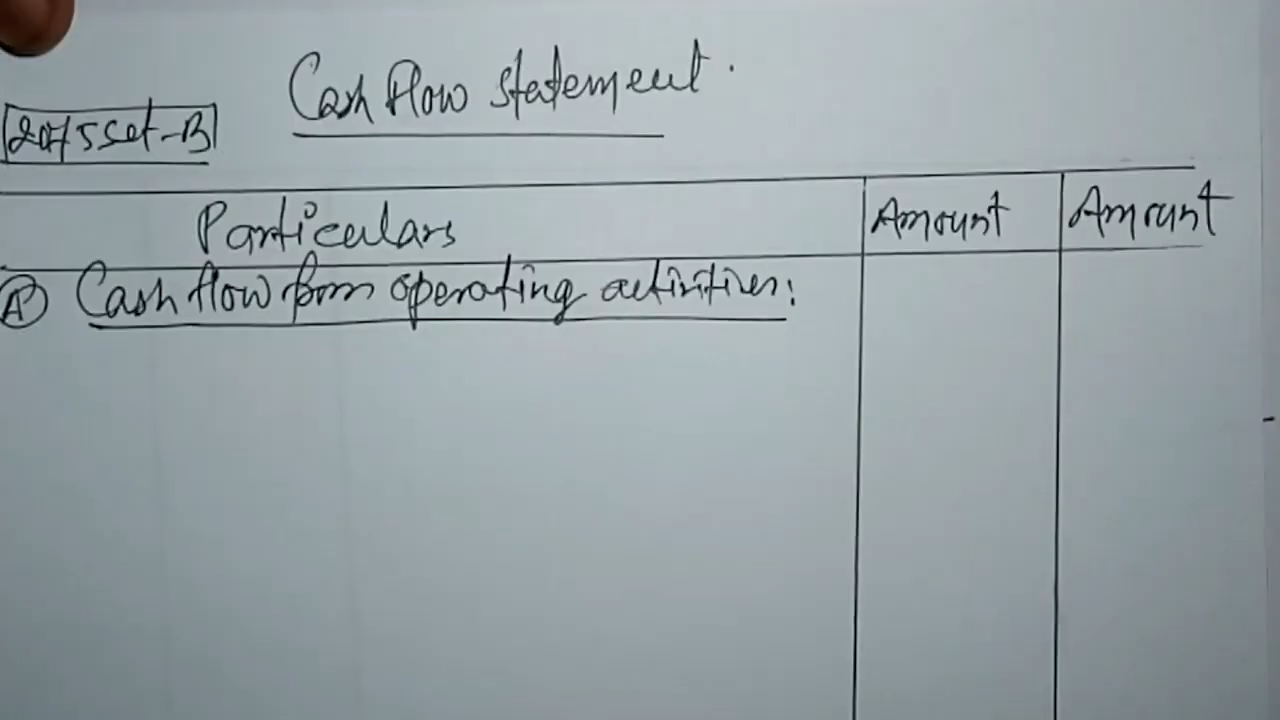 Cash flow statement.
2075 Set-B
Particulars Amount Amount
A Cash flow from operating activities: